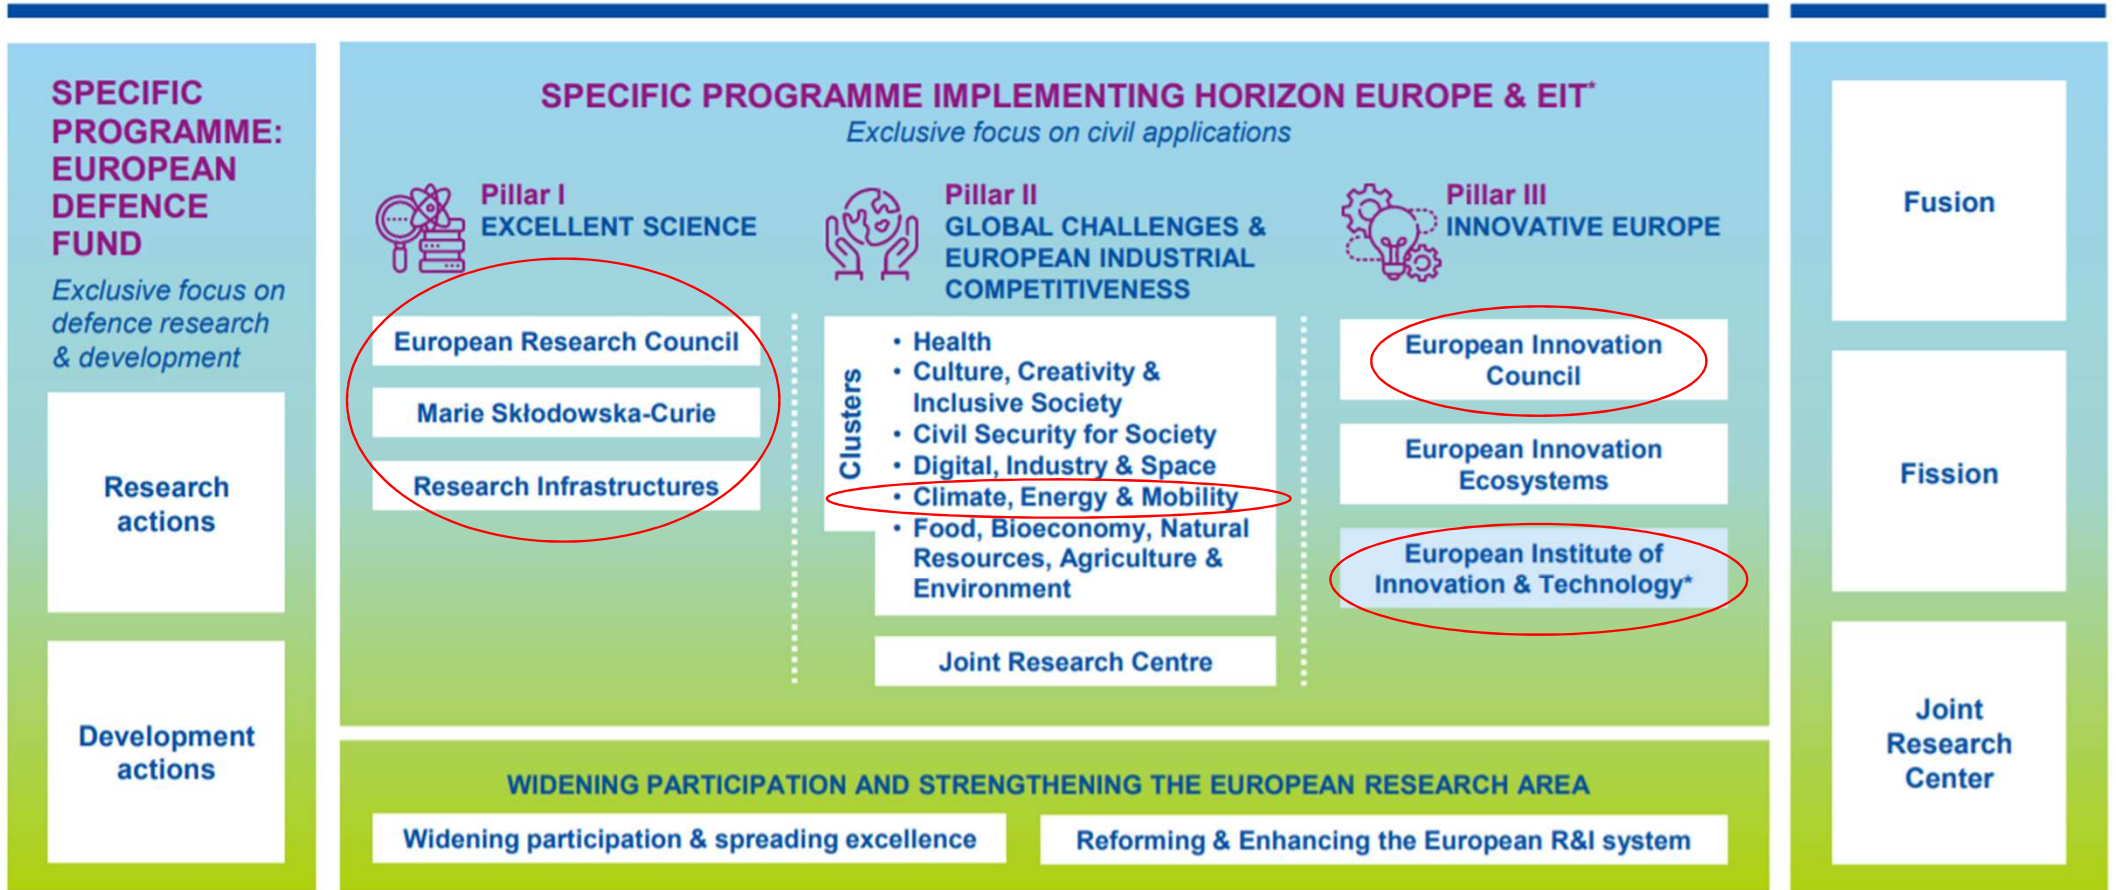 SPECIFIC
PROGRAMME:
EUROPEAN
DEFENCE
FUND
Exclusive focus on
defence research
& development
Research
actions
Development
actions
SPECIFIC PROGRAMME IMPLEMENTING HORIZON EUROPE & EIT*
Exclusive focus on civil applications
Pillar I
EXCELLENT SCIENCE
European Research Council
Marie Skłodowska-Curie
Research Infrastructures
Pillar II
GLOBAL CHALLENGES &
EUROPEAN INDUSTRIAL
COMPETITIVENESS
Clusters
• Health
• Culture, Creativity &
Inclusive Society
• Civil Security for Society
• Digital, Industry & Space
• Climate, Energy & Mobility
• Food, Bioeconomy, Natural
Resources, Agriculture &
Environment
Joint Research Centre
Pillar III
INNOVATIVE EUROPE
European Innovation
Council
European Innovation
Ecosystems
European Institute of
Innovation & Technology*
WIDENING PARTICIPATION AND STRENGTHENING THE EUROPEAN RESEARCH AREA
Widening participation & spreading excellence
Reforming & Enhancing the European R&I system
Fusion
Fission
Joint
Research
Center